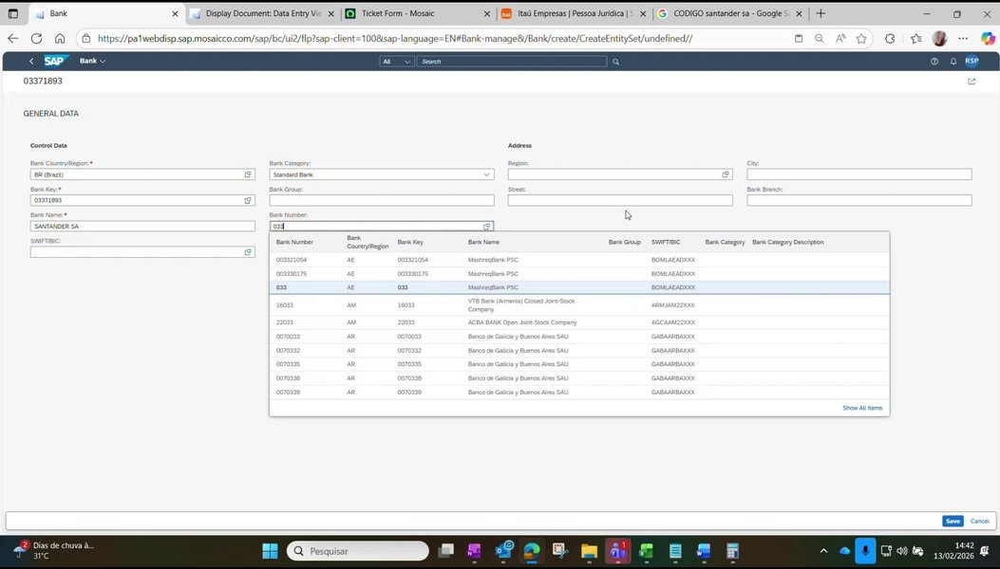 Bank
Display Document: Data Entry Vie
Ticket Form - Mosaic
Itaú Empresas | Pessoa Jurídica | S
CODIGO santander sa - Google S
https://pa1webdisp.sap.mosaicco.com/sap/bc/ui2/flp?sap-client=100&sap-language=EN#Bank-manage&/Bank/create/CreateEntitySet/undefined//
SAP Bank All Search RSP
03371893
GENERAL DATA
Control Data Address
Bank Country/Region:* Bank Category: Region: City:
BR (Brazil) Standard Bank
Bank Key:* Bank Group: Street: Bank Branch:
03371893
Bank Name:* Bank Number:
SANTANDER SA 033
SWIFT/BIC:
Bank Number Bank Country/Region Bank Key Bank Name Bank Group SWIFT/BIC Bank Category Bank Category Description
003321054 AE 003321054 MashreqBank PSC BOMLAEADXXX
003330175 AE 003330175 MashreqBank PSC BOMLAEADXXX
033 AE 033 MashreqBank PSC BOMLAEADXXX
16033 AM 16033 VTB Bank (Armenia) Closed Joint-Stock Company ARMJAM22XXX
22033 AM 22033 ACBA BANK Open Joint-Stock Company AGCAAM22XXX
0070033 AR 0070033 Banco de Galicia y Buenos Aires SAU GABAARBAXXX
0070332 AR 0070332 Banco de Galicia y Buenos Aires SAU GABAARBAXXX
0070335 AR 0070335 Banco de Galicia y Buenos Aires SAU GABAARBAXXX
0070338 AR 0070338 Banco de Galicia y Buenos Aires SAU GABAARBAXXX
0070339 AR 0070339 Banco de Galicia y Buenos Aires SAU GABAARBAXXX
Show All Items
Save Cancel
2 Dias de chuva à...
31°C
Pesquisar
14:42
13/02/2026